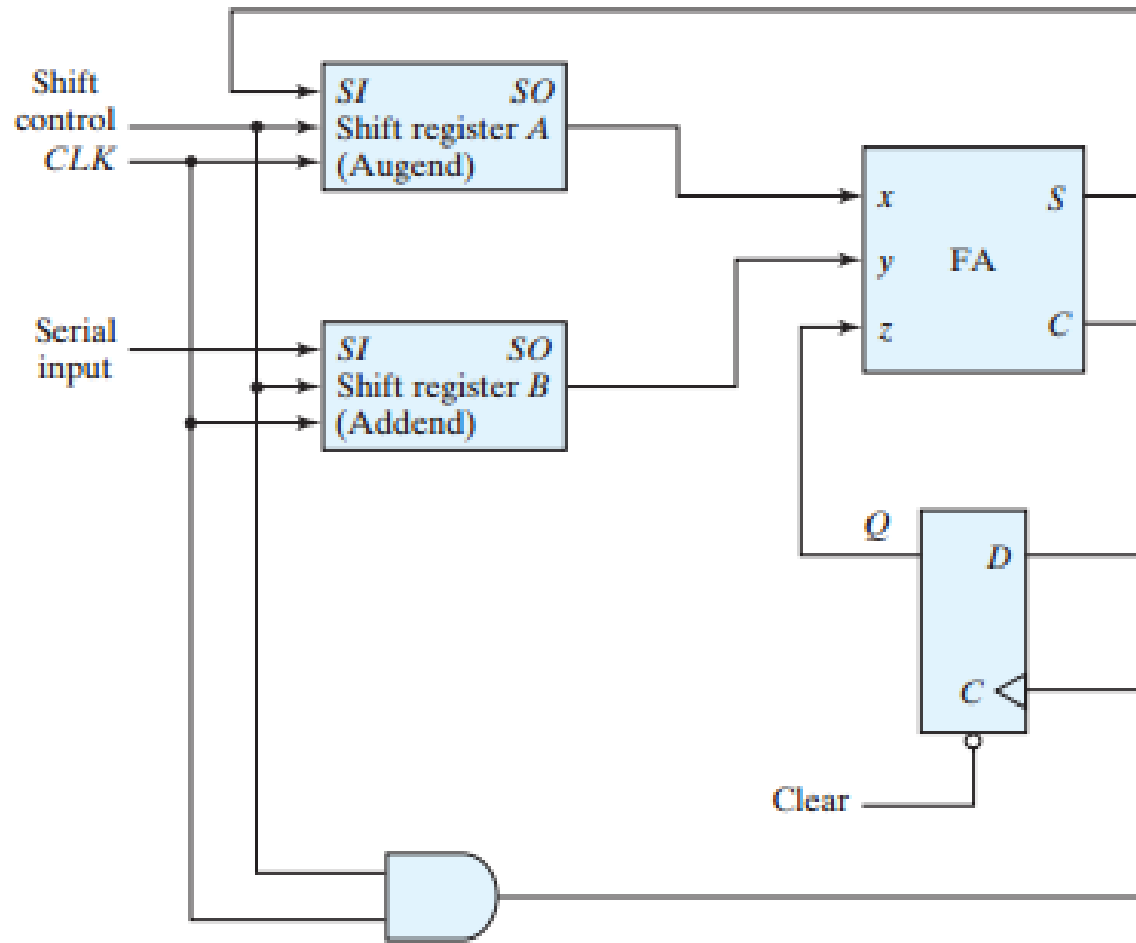 Shift
control
CLK
SI SO
Shift register A
(Augend)
Serial
input
SI SO
Shift register B
(Addend)
x S
y FA
z C
Q
D
C
Clear